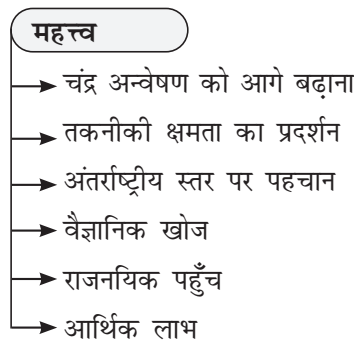 महत्त्व
चंद्र अन्वेषण को आगे बढ़ाना
तकनीकी क्षमता का प्रदर्शन
अंतर्राष्ट्रीय स्तर पर पहचान
वैज्ञानिक खोज
राजनयिक पहुँच
आर्थिक लाभ